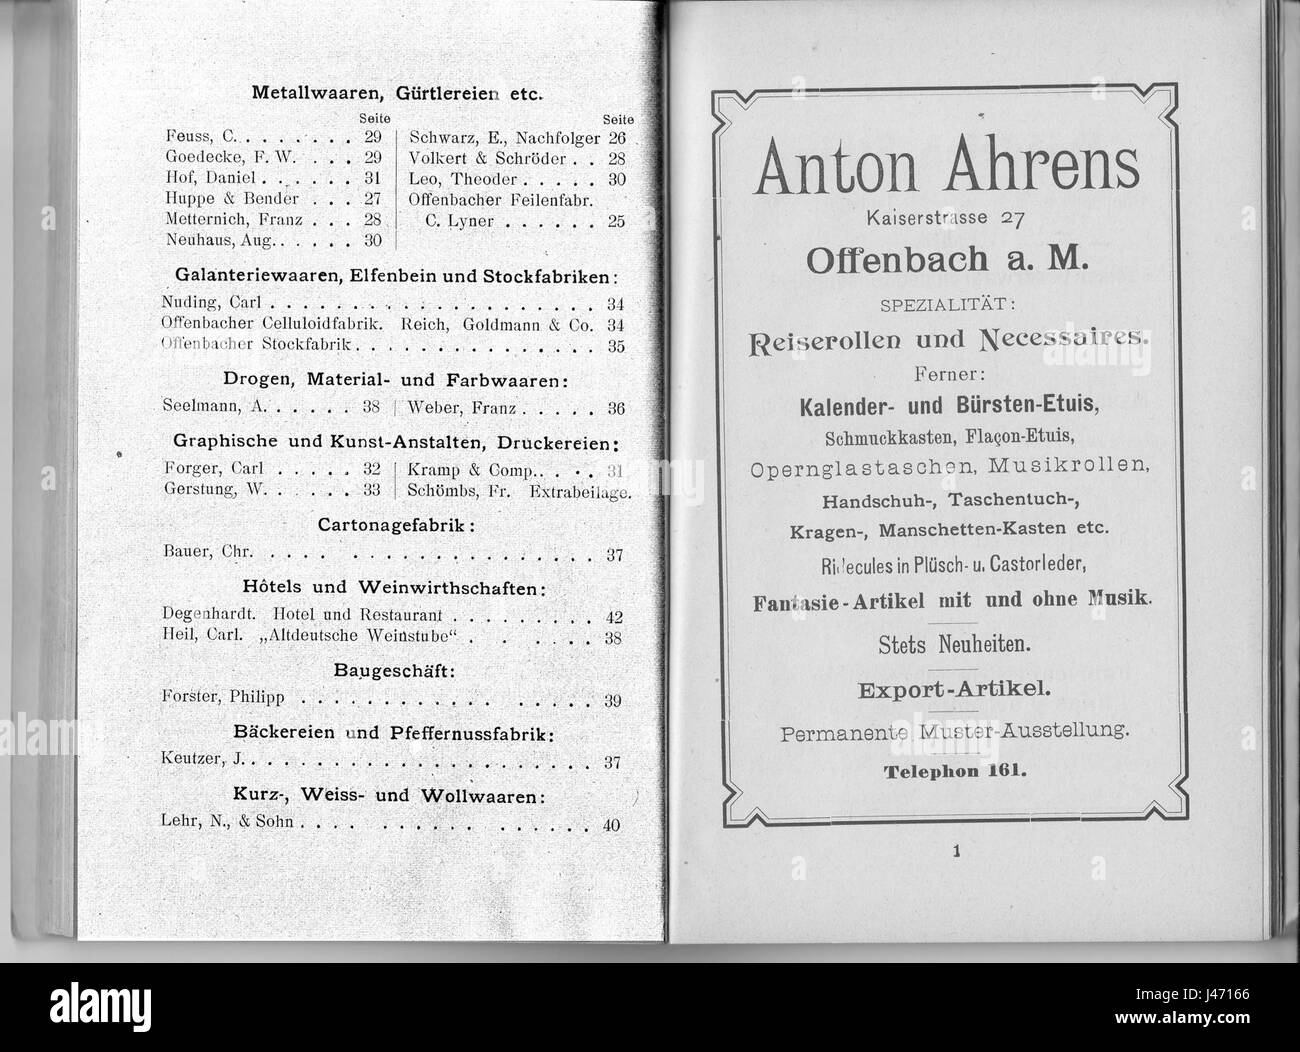 Metallwaaren, Gürtlereien etc.
Seite
Feuss, C. . . . . . . . 29
Goedecke, F. W. . . . . 29
Hof, Daniel . . . . . . 31
Huppe & Bender . . . 27
Metternich, Franz . . . 28
Neuhaus, Aug. . . . . . 30
Seite
Schwarz, E., Nachfolger 26
Volkert & Schröder . . 28
Leo, Theoder . . . . . 30
Offenbacher Feilenfabr.
C. Lyner . . . . . . 25
Galanteriewaaren, Elfenbein und Stockfabriken:
Nuding, Carl . . . . . . . . . . . . . . . . . . 34
Offenbacher Celluloidfabrik. Reich, Goldmann & Co. 34
Offenbacher Stockfabrik . . . . . . . . . . . . . . 35
Drogen, Material- und Farbwaaren:
Seelmann, A. . . . . . . 38
Weber, Franz . . . . . 36
Graphische und Kunst-Anstalten, Druckereien:
Forger, Carl . . . . . 32
Gerstung, W. . . . . . 33
Kramp & Comp. . . . . 31
Schömbs, Fr. Extrabeilage.
Cartonagefabrik:
Bauer, Chr. . . . . . . . . . . . . . . . . . . 37
Hôtels und Weinwirthschaften:
Degenhardt. Hotel und Restaurant . . . . . . . . . 42
Heil, Carl. „Altdeutsche Weinstube“ . . . . . . 38
Baugeschäft:
Forster, Philipp . . . . . . . . . . . . . . . . 39
Bäckereien und Pfeffernussfabrik:
Keutzer, J. . . . . . . . . . . . . . . . . . . . . 37
Kurz-, Weiss- und Wollwaaren:
Lehr, N., & Sohn . . . . . . . . . . . . . . . . 40
Anton Ahrens
Kaiserstrasse 27
Offenbach a. M.
SPEZIALITÄT:
Reiserollen und Necessaires.
Ferner:
Kalender- und Bürsten-Etuis,
Schmuckkasten, Flaçon-Etuis,
Opernglastaschen, Musikrollen,
Handschuh-, Taschentuch-,
Kragen-, Manschetten-Kasten etc.
Ridecules in Plüsch- u. Castorleder,
Fantasie-Artikel mit und ohne Musik.
Stets Neuheiten.
Export-Artikel.
Permanente Muster-Ausstellung.
Telephon 161.
1
alamy
Image ID: J47166
www.alamy.com